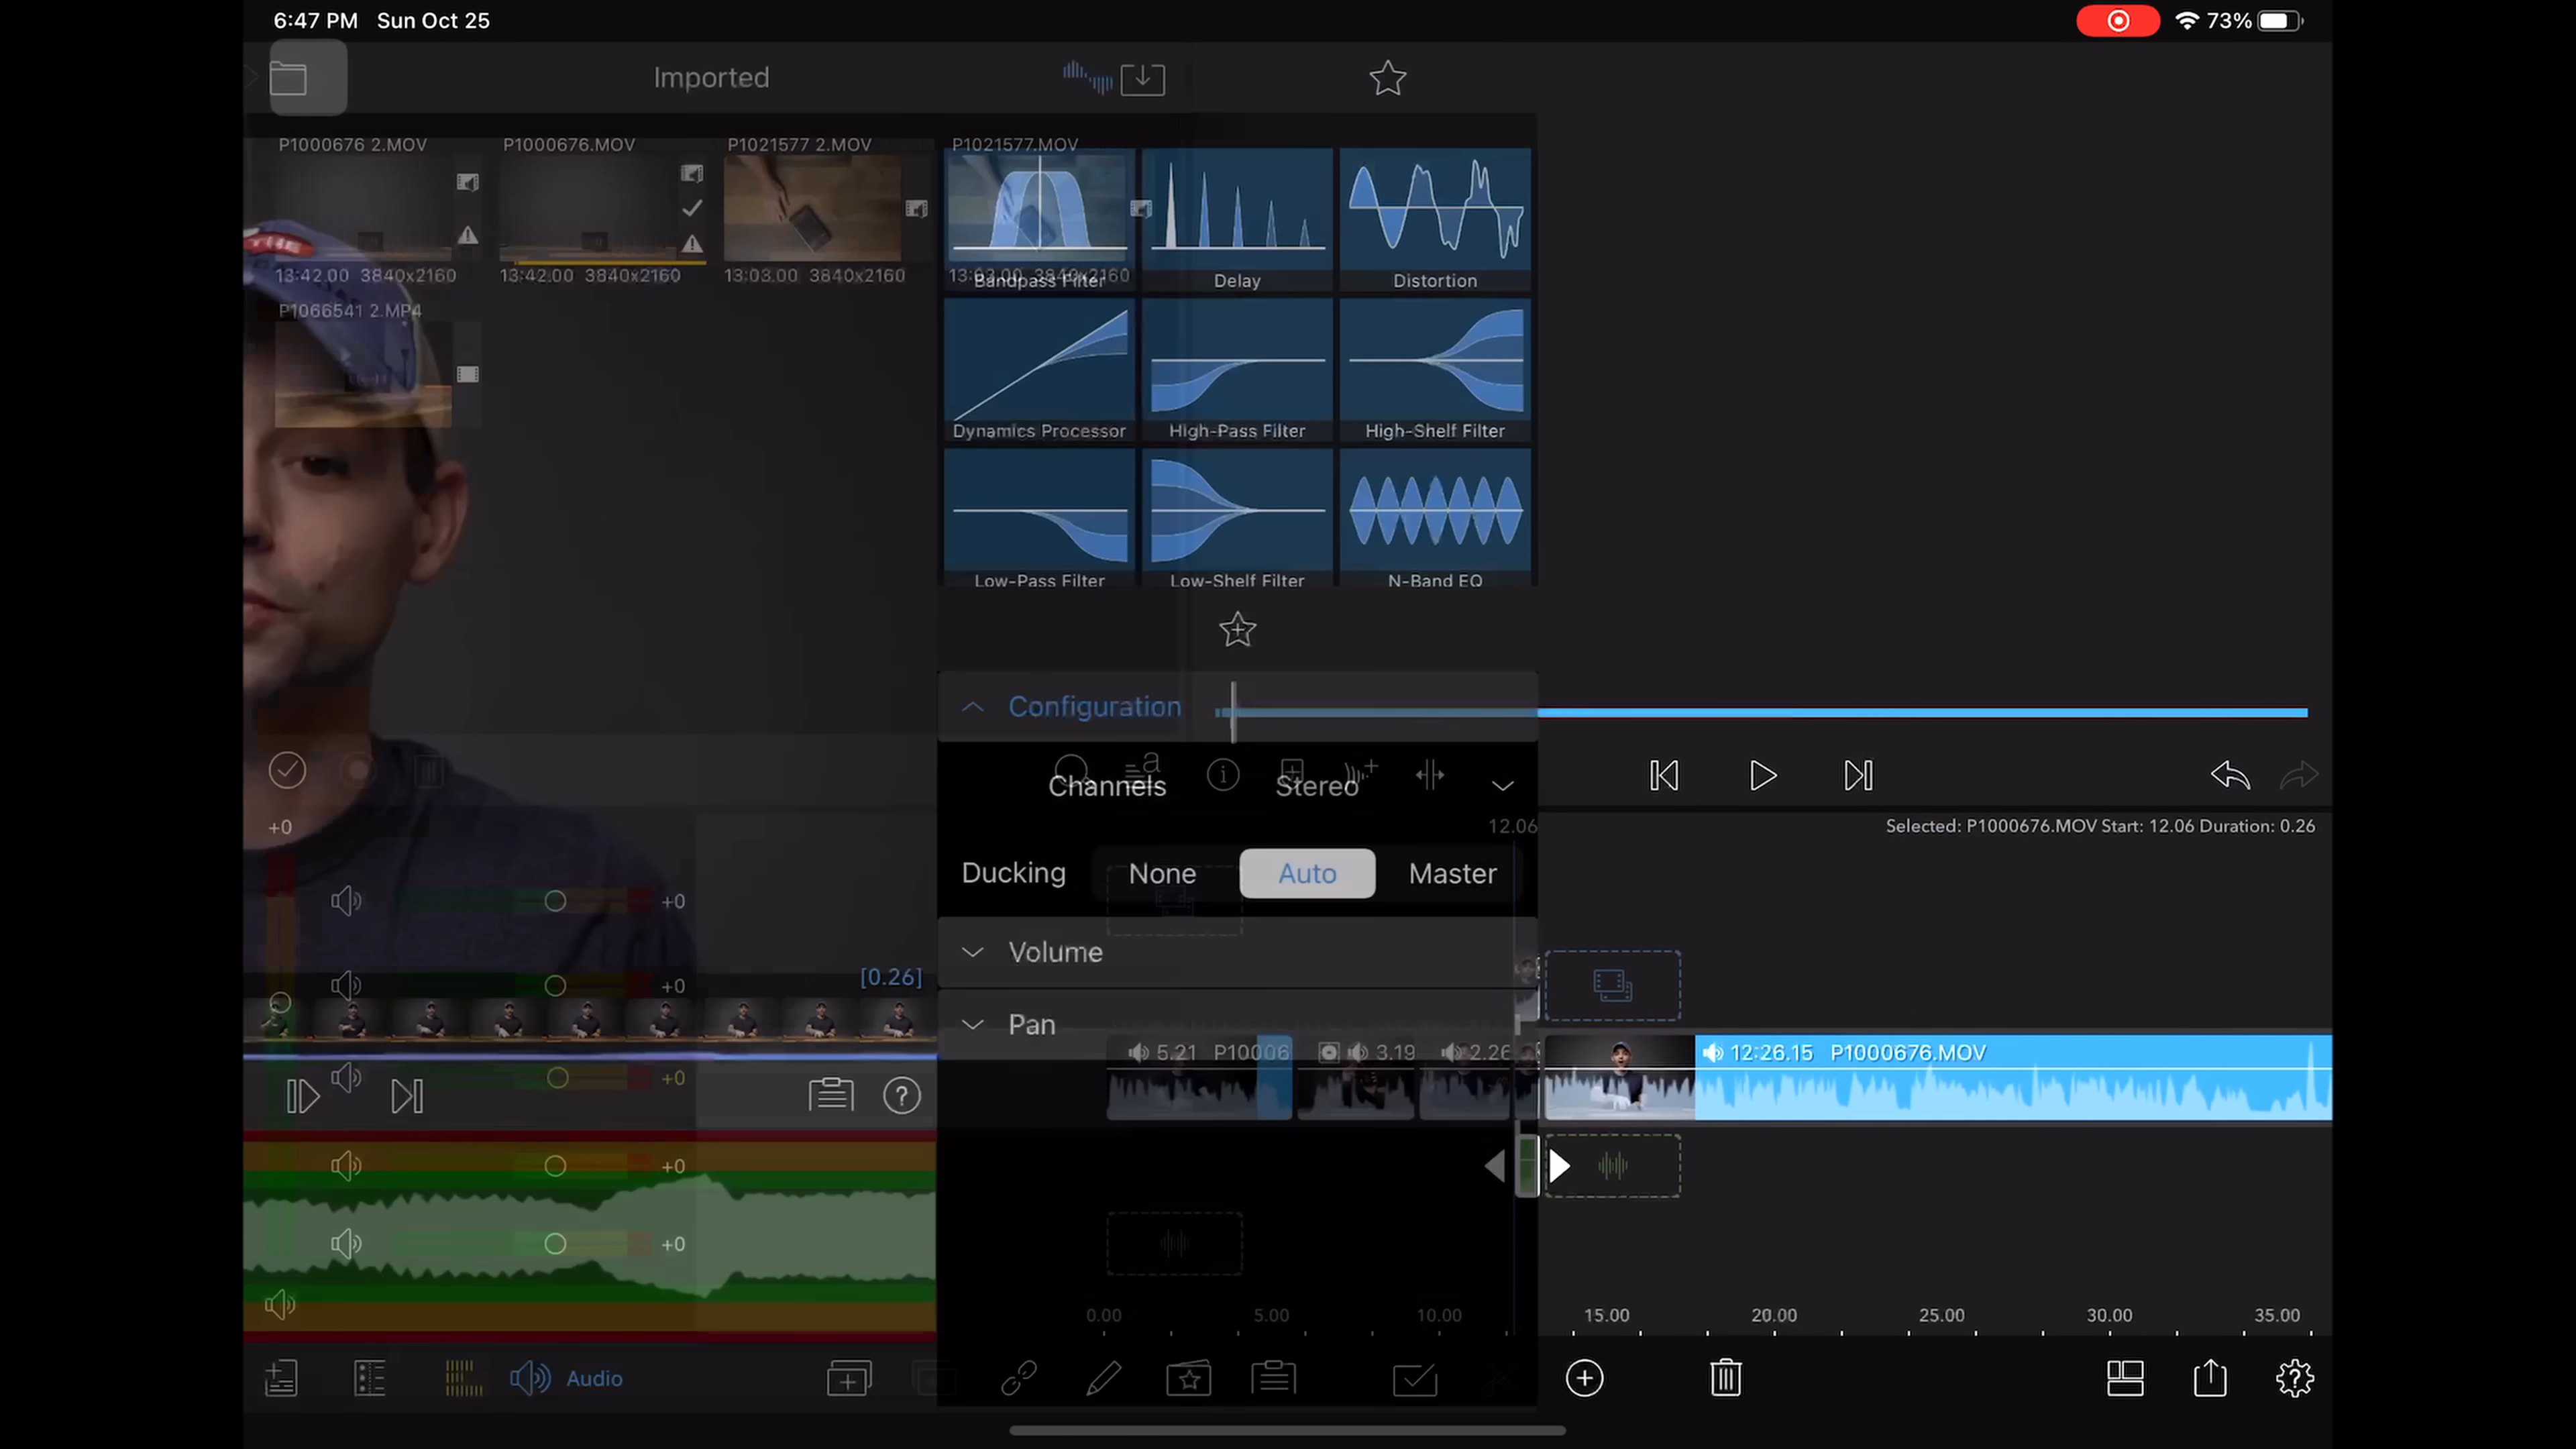 6:47 PM Sun Oct 25
73%
Imported
P1000676 2.MOV
P1000676.MOV
P1021577 2.MOV
P1021577.MOV
13:42.00 3840x2160
13:42.00 3840x2160
13:03.00 3840x2160
13:03.00 3840x2160
Bandpass Filter
Delay
Distortion
P1066541 2.MP4
THE
Dynamics Processor
High-Pass Filter
High-Shelf Filter
Low-Pass Filter
Low-Shelf Filter
N-Band EQ
Configuration
Channels
Stereo
12.06
Selected: P1000676.MOV Start: 12.06 Duration: 0.26
+0
Ducking
None
Auto
Master
+0
Volume
[0.26]
+0
Pan
5.21 P10006
3.19
2.26
12:26.15 P1000676.MOV
+0
+0
+0
0.00
5.00
10.00
15.00
20.00
25.00
30.00
35.00
Audio